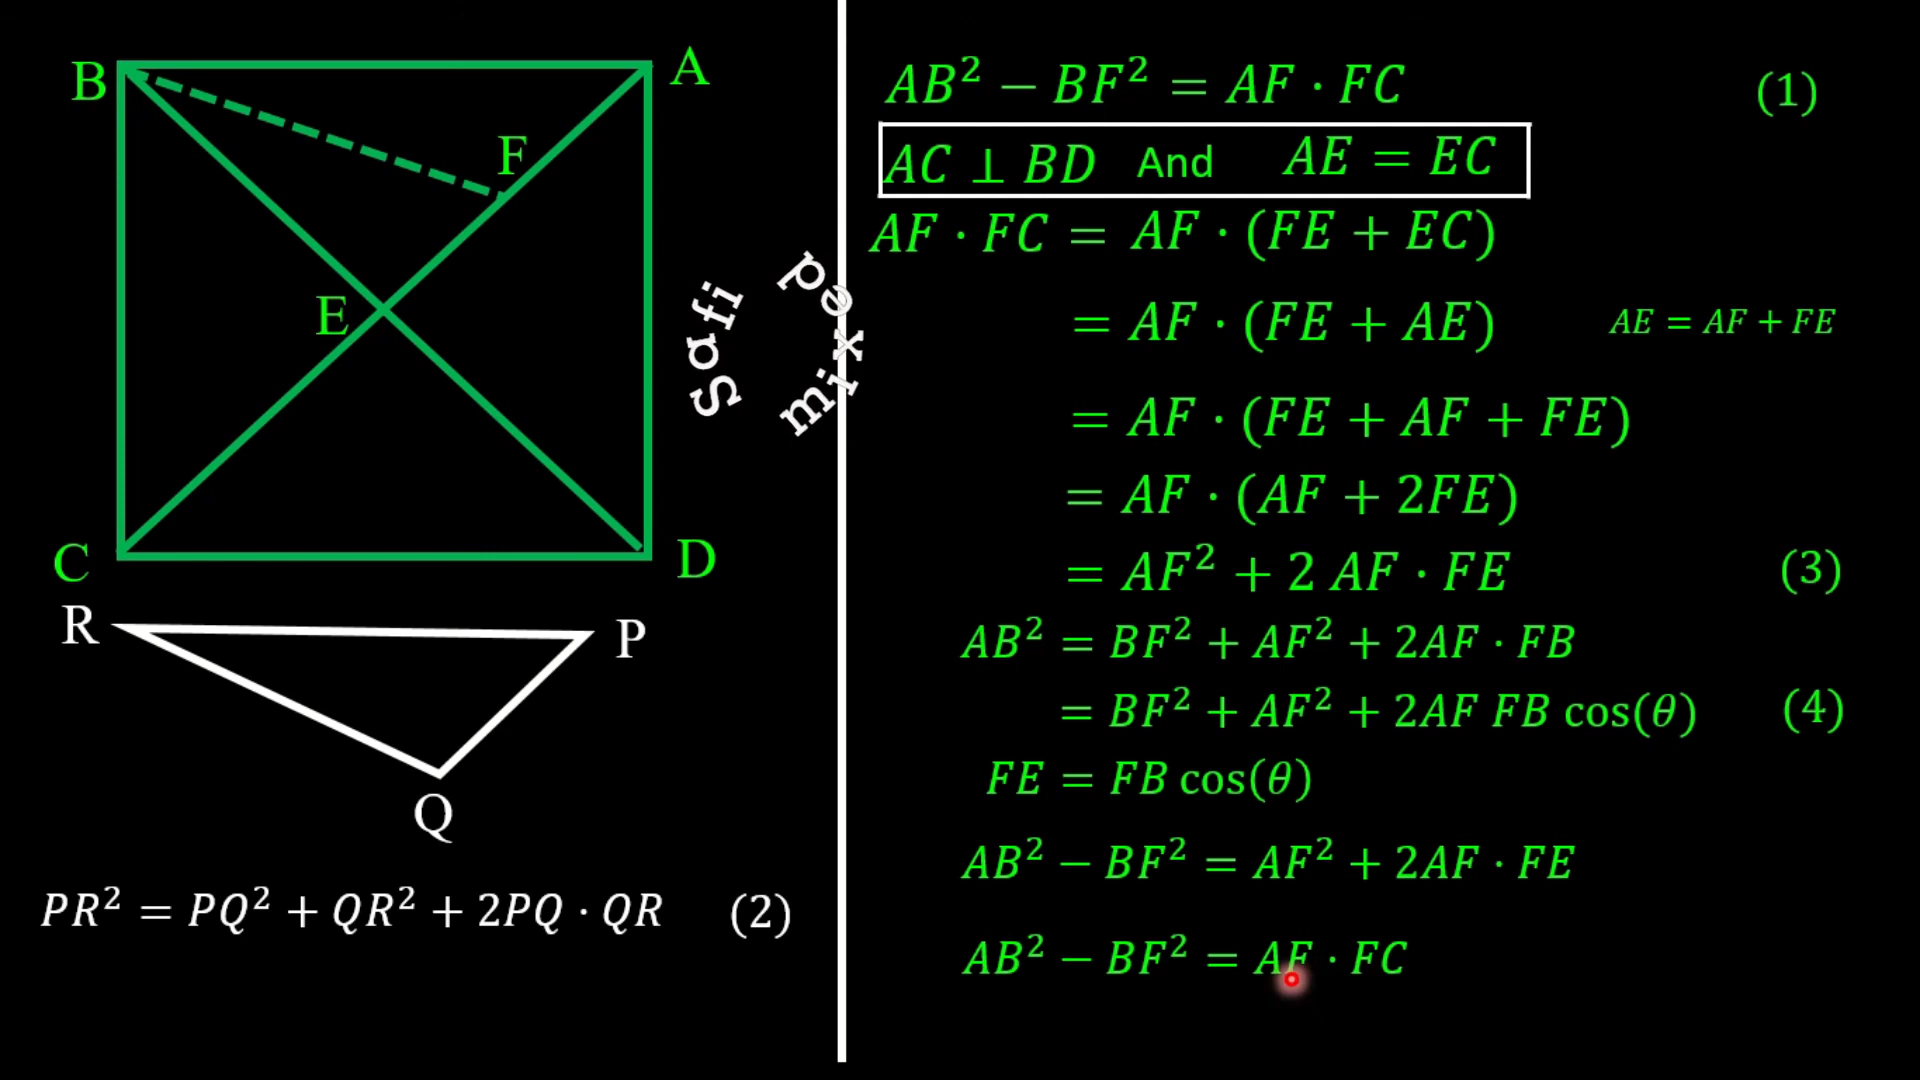 B
A
F
E
C
D
R
P
Q
PR² = PQ² + QR² + 2PQ · QR (2)
Safi mixed
AB² − BF² = AF · FC (1)
AC ⊥ BD And AE = EC
AF · FC = AF · (FE + EC)
= AF · (FE + AE) AE = AF + FE
= AF · (FE + AF + FE)
= AF · (AF + 2FE)
= AF² + 2 AF · FE (3)
AB² = BF² + AF² + 2AF · FB
= BF² + AF² + 2AF FB cos(θ) (4)
FE = FB cos(θ)
AB² − BF² = AF² + 2AF · FE
AB² − BF² = AF · FC